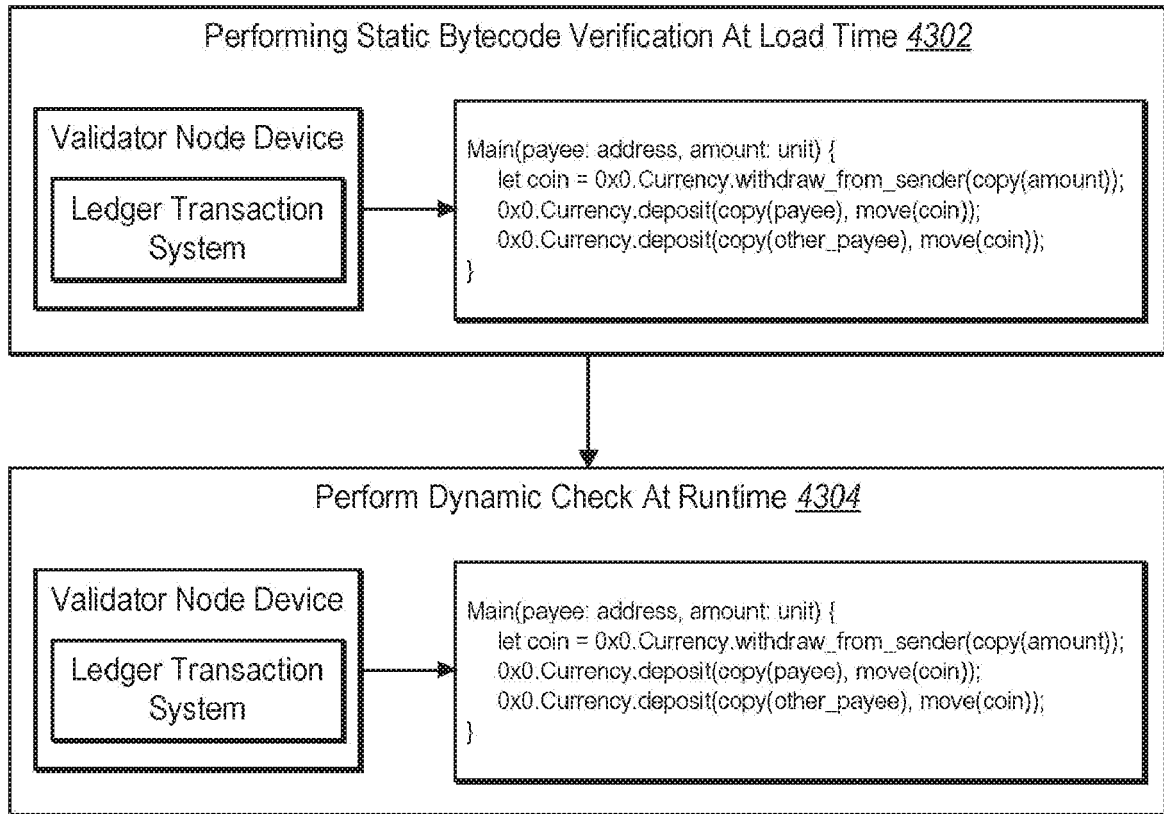 Performing Static Bytecode Verification At Load Time 4302
Validator Node Device
Ledger Transaction
System
Main(payee: address, amount: unit) {
let coin = 0x0.Currency.withdraw_from_sender(copy(amount));
0x0.Currency.deposit(copy(payee), move(coin));
0x0.Currency.deposit(copy(other_payee), move(coin));
}
Perform Dynamic Check At Runtime 4304
Validator Node Device
Ledger Transaction
System
Main(payee: address, amount: unit) {
let coin = 0x0.Currency.withdraw_from_sender(copy(amount));
0x0.Currency.deposit(copy(payee), move(coin));
0x0.Currency.deposit(copy(other_payee), move(coin));
}